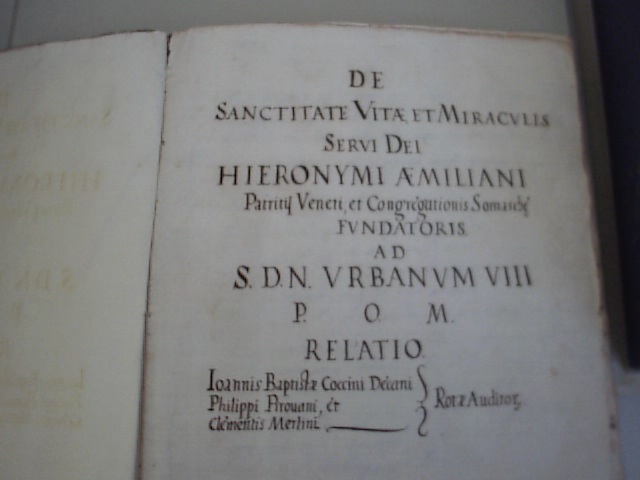 DE
SANCTITATE VITÆ ET MIRACVLIS
SERVI DEI
HIERONYMI ÆMILIANI
Patritij Veneti, et Congregationis Somaschæ
FVNDATORIS
AD
S. D. N. VRBANVM VIII
P. O. M.
RELATIO
Ioannis Baptistæ Coccini Decani
Philippi Pirouani, et
Clementis Merlini
Rotæ Auditor.